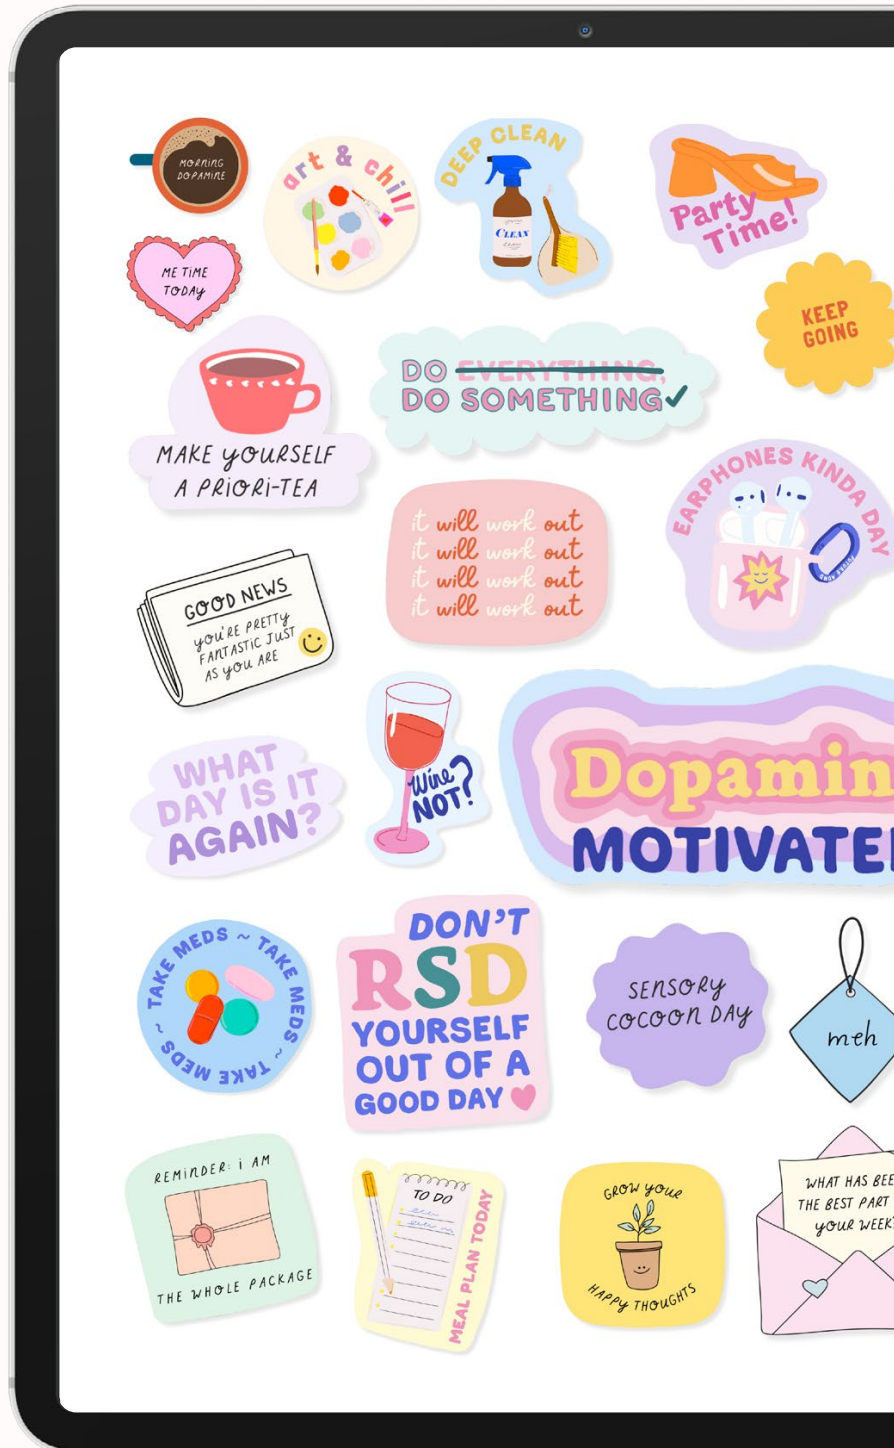 MORNING
DOPAMINE
art & chill
DEEP CLEAN
CLEAN
Party
Time!
ME TIME
TODAY
KEEP
GOING
DO EVERYTHING,
DO SOMETHING
MAKE YOURSELF
A PRIORI-TEA
EARPHONES KINDA DAY
it will work out
it will work out
it will work out
it will work out
GOOD NEWS
YOU'RE PRETTY
FANTASTIC JUST
AS YOU ARE
Dopamin
MOTIVATE
WHAT
DAY IS IT
AGAIN?
Wine
NOT?
TAKE MEDS ~ TAKE MEDS ~ TAKE MEDS ~
DON'T
RSD
YOURSELF
OUT OF A
GOOD DAY
SENSORY
COCOON DAY
meh
REMINDER: I AM
THE WHOLE PACKAGE
TO DO
MEAL PLAN TODAY
GROW YOUR
HAPPY THOUGHTS
WHAT HAS BEE
THE BEST PART
YOUR WEEK